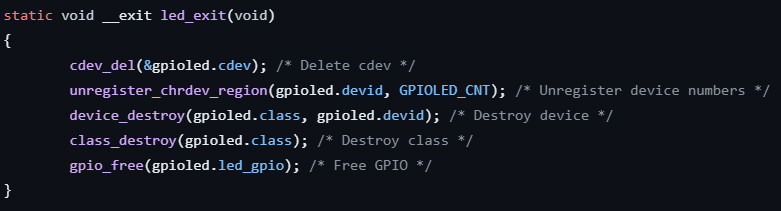 static void __exit led_exit(void)
{
        cdev_del(&gpioled.cdev); /* Delete cdev */
        unregister_chrdev_region(gpioled.devid, GPIOLED_CNT); /* Unregister device numbers */
        device_destroy(gpioled.class, gpioled.devid); /* Destroy device */
        class_destroy(gpioled.class); /* Destroy class */
        gpio_free(gpioled.led_gpio); /* Free GPIO */
}